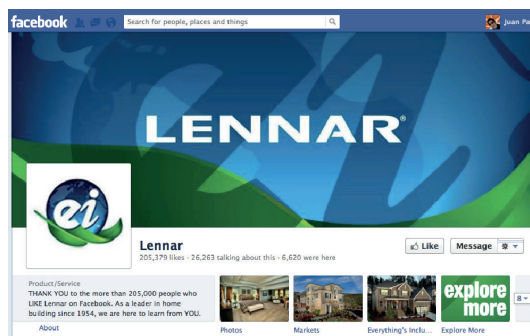 facebook
Search for people, places and things
Juan Pa
LENNAR®
ei
Lennar
205,379 likes · 26,263 talking about this · 6,620 were here
Like
Message
Product/Service
THANK YOU to the more than 205,000 people who
LIKE Lennar on Facebook. As a leader in home
building since 1954, we are here to learn from YOU.
About
explore
more
8
Photos
Markets
Everything's Inclu...
Explore More